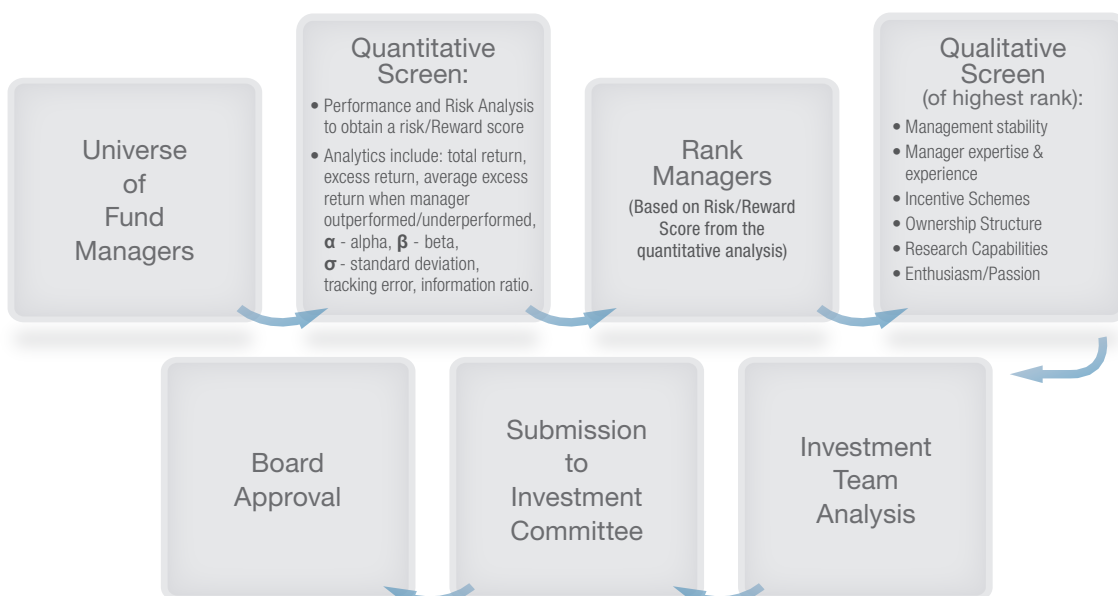 Universe
of
Fund
Managers
Quantitative
Screen:
• Performance and Risk Analysis
to obtain a risk/Reward score
• Analytics include: total return,
excess return, average excess
return when manager
outperformed/underperformed,
α - alpha, β - beta,
σ - standard deviation,
tracking error, information ratio.
Rank
Managers
(Based on Risk/Reward
Score from the
quantitative analysis)
Qualitative
Screen
(of highest rank):
• Management stability
• Manager expertise &
experience
• Incentive Schemes
• Ownership Structure
• Research Capabilities
• Enthusiasm/Passion
Investment
Team
Analysis
Submission
to
Investment
Committee
Board
Approval